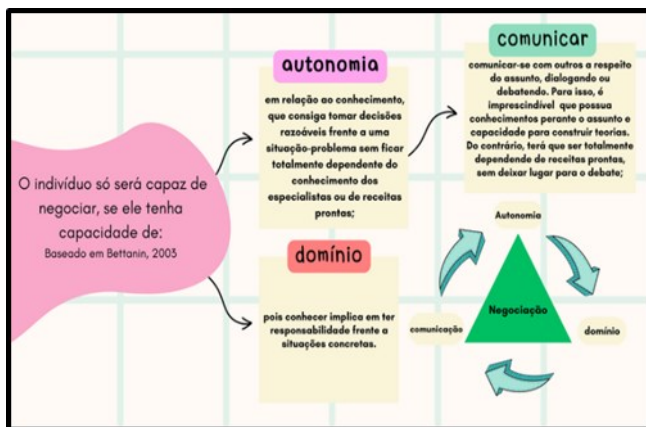 O indivíduo só será capaz de
negociar, se ele tenha
capacidade de:
Baseado em Bettanin, 2003
autonomia
em relação ao conhecimento,
que consiga tomar decisões
razoáveis frente a uma
situação-problema sem ficar
totalmente dependente do
conhecimento dos
especialistas ou de receitas
prontas;
comunicar
comunicar-se com outros a respeito
do assunto, dialogando ou
debatendo. Para isso, é
imprescindível que possua
conhecimentos perante o assunto e
capacidade para construir teorias.
Do contrário, terá que ser totalmente
dependende de receitas prontas,
sem deixar lugar para o debate;
domínio
pois conhecer implica em ter
responsabilidade frente a
situações concretas.
Autonomia
Negociação
comunicação
domínio